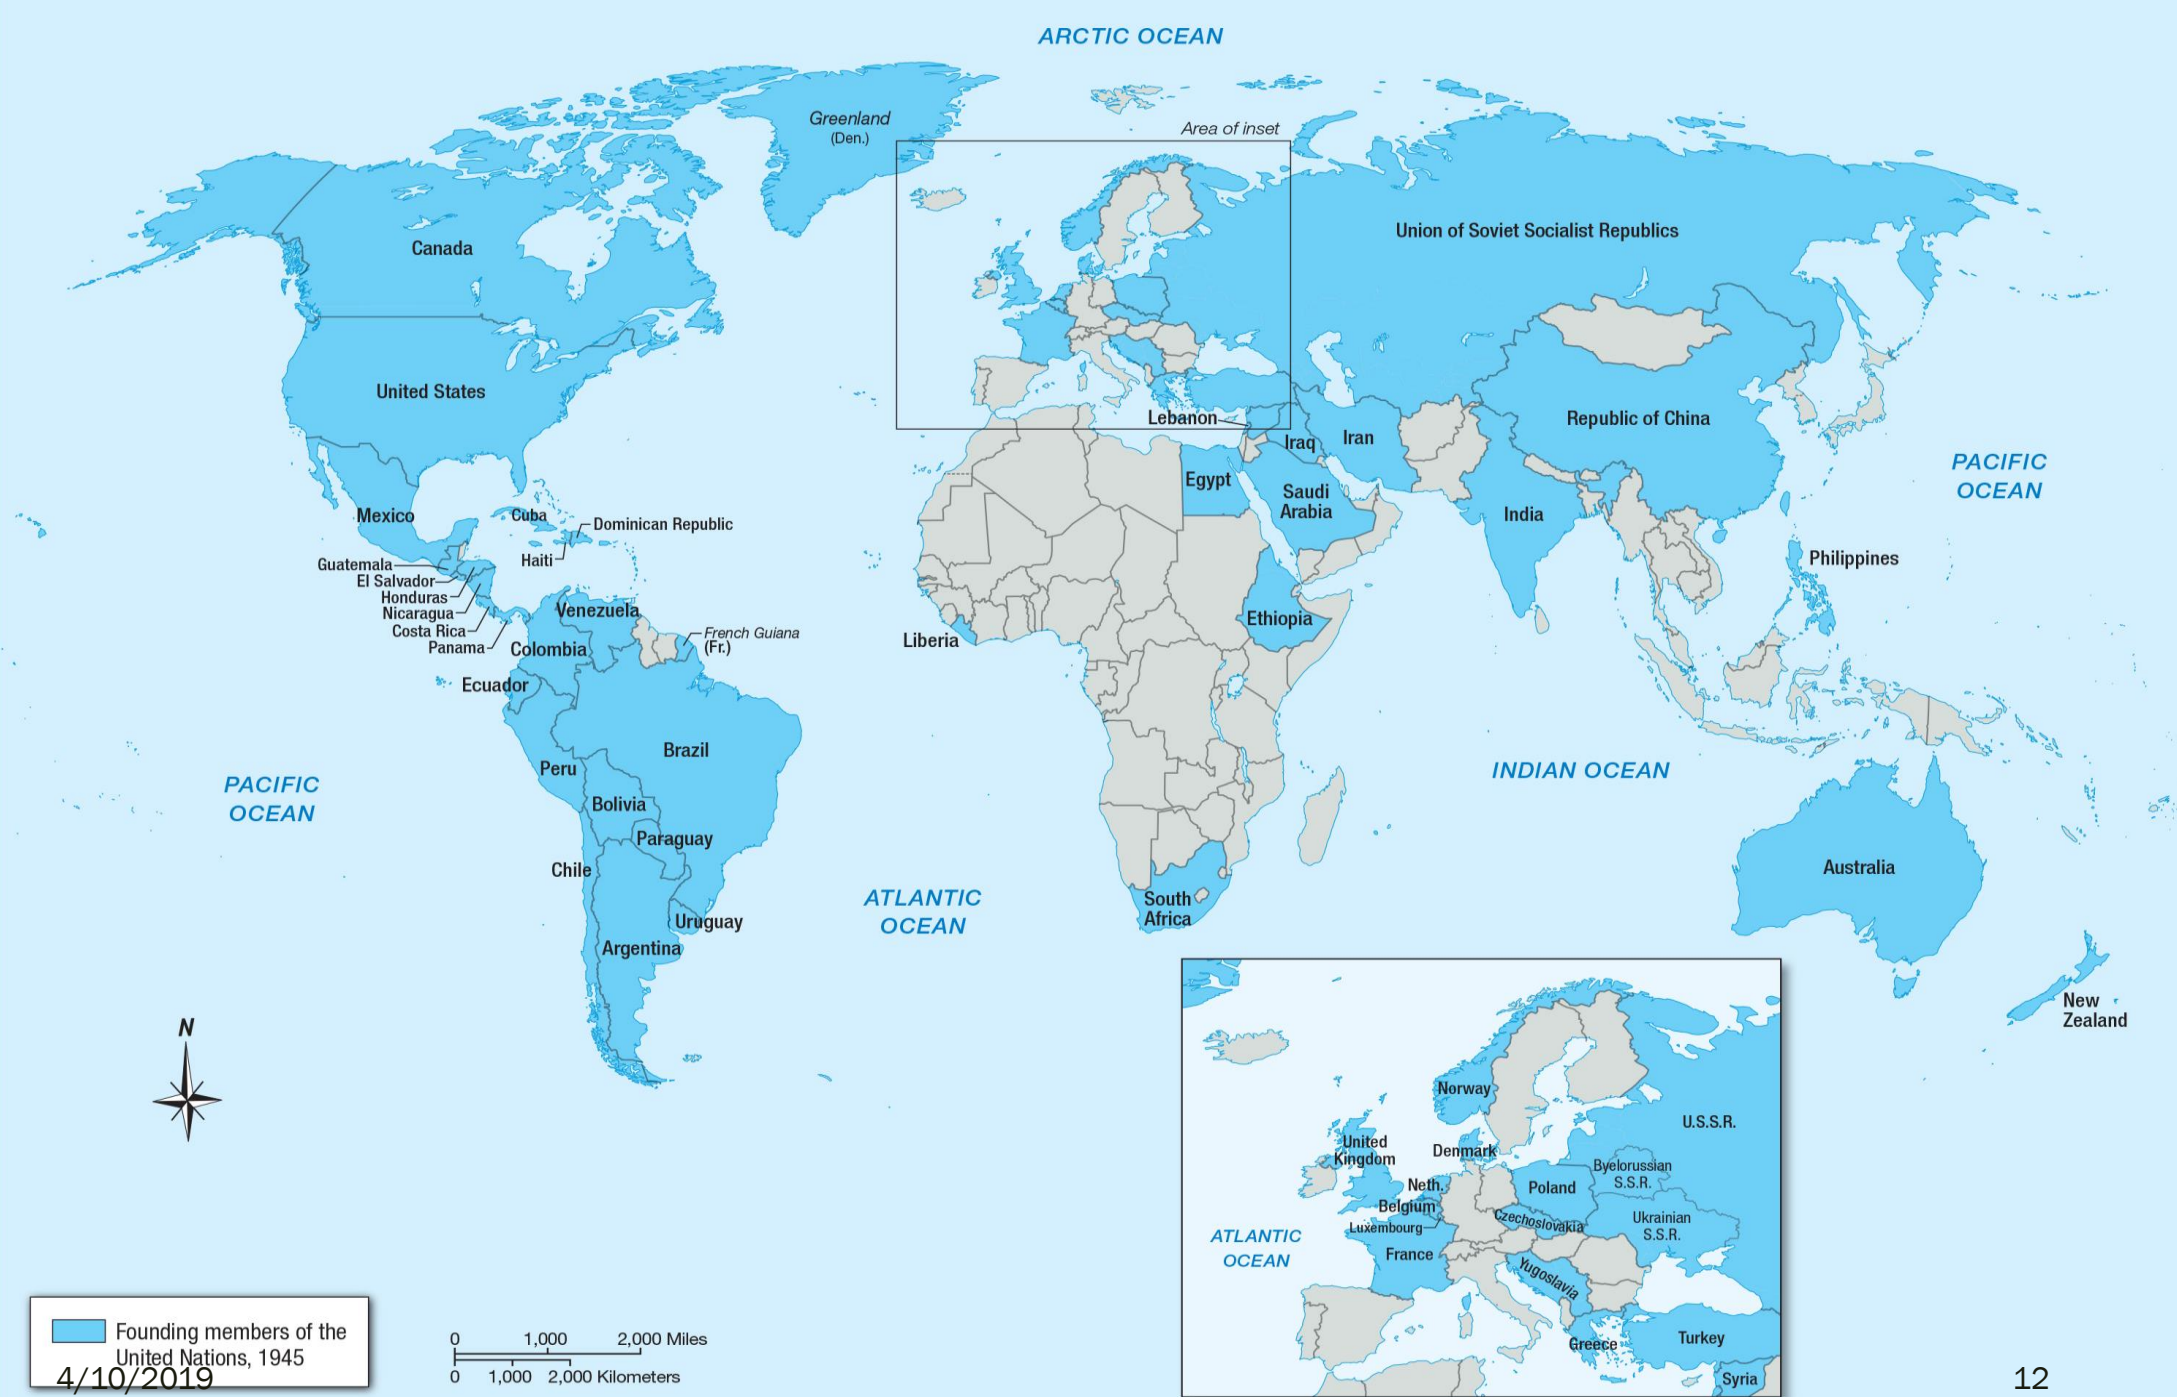 ARCTIC OCEAN
Greenland
(Den.)
Area of inset
Canada
Union of Soviet Socialist Republics
United States
Republic of China
Lebanon
Iraq
Iran
PACIFIC
OCEAN
Egypt
Saudi
Arabia
India
Mexico
Cuba
Dominican Republic
Haiti
Guatemala
El Salvador
Honduras
Nicaragua
Costa Rica
Panama
Philippines
Venezuela
French Guiana
(Fr.)
Colombia
Ecuador
Liberia
Ethiopia
Brazil
Peru
Bolivia
Paraguay
Chile
Uruguay
Argentina
PACIFIC
OCEAN
INDIAN OCEAN
ATLANTIC
OCEAN
South
Africa
Australia
New
Zealand
N
Norway
U.S.S.R.
United
Kingdom
Denmark
Byelorussian
S.S.R.
Neth.
Poland
Belgium
Luxembourg
Czechoslovakia
Ukrainian
S.S.R.
ATLANTIC
OCEAN
France
Yugoslavia
Greece
Turkey
Syria
Founding members of the
United Nations, 1945
0 1,000 2,000 Miles
0 1,000 2,000 Kilometers
4/10/2019
12